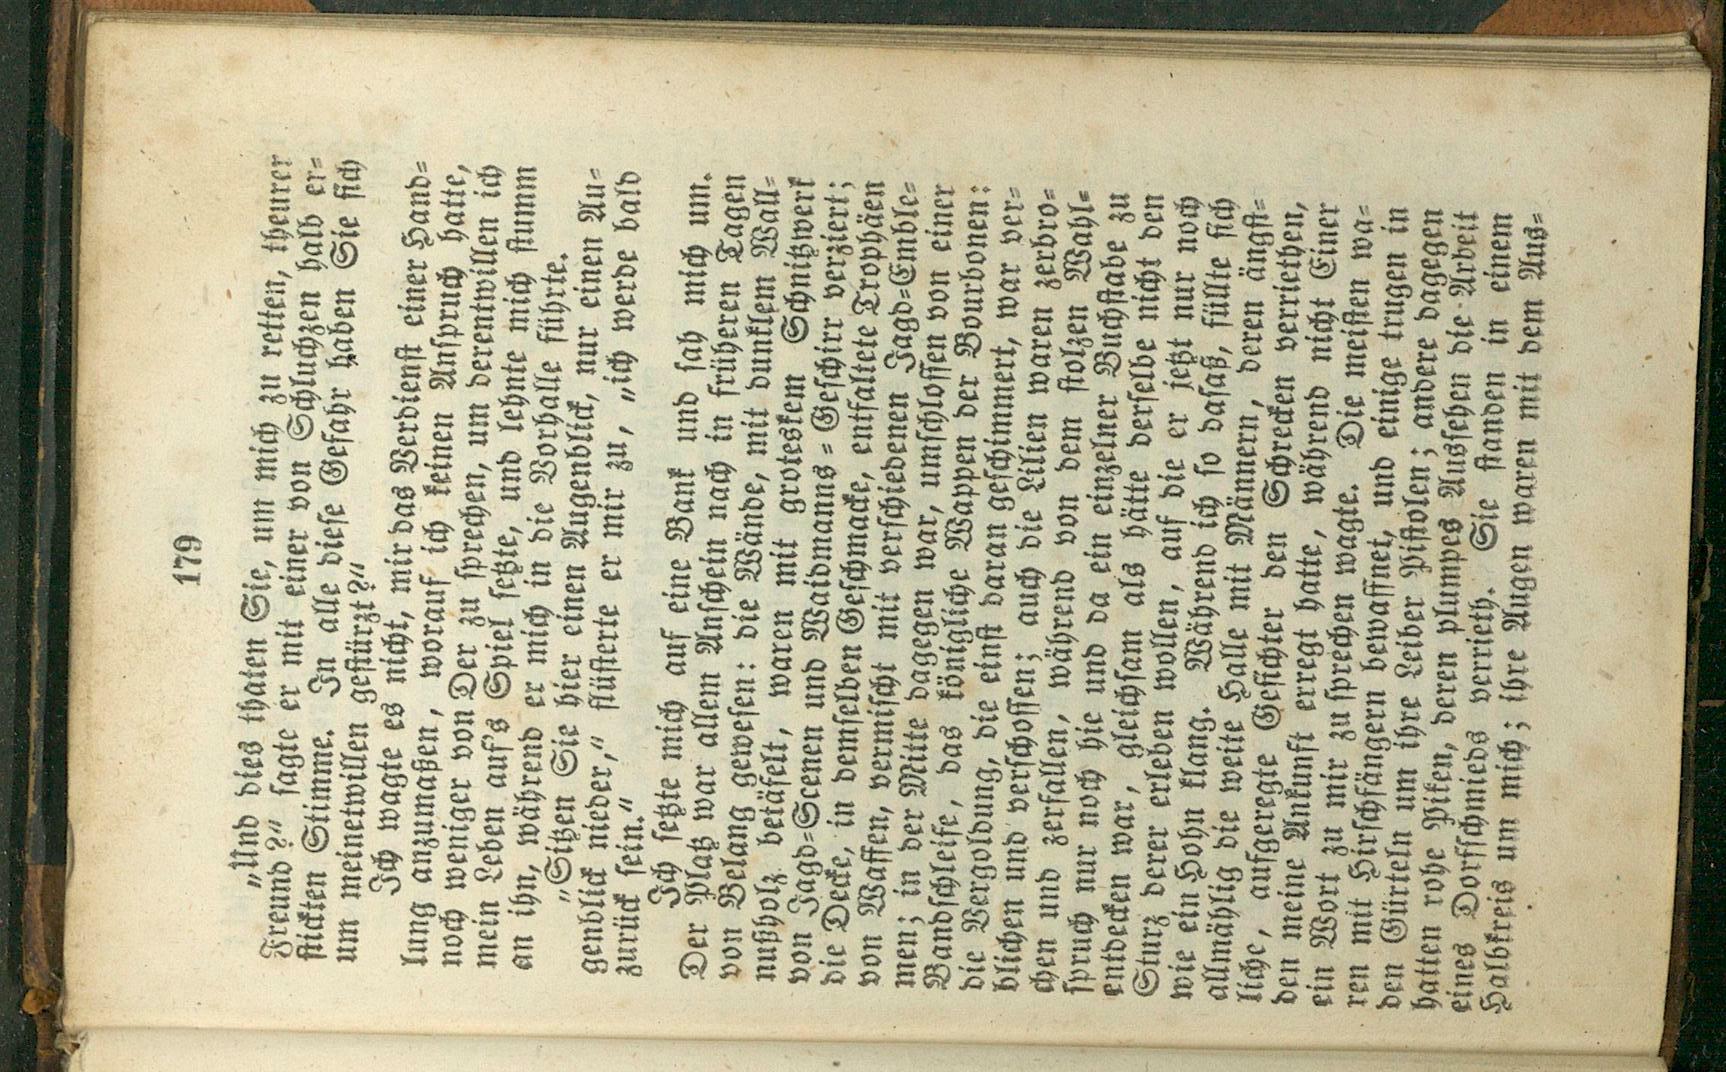 179
„Und dies thaten Sie, um mich zu retten, theurer
Freund?“ sagte er mit einer von Schluchzen halb er=
stickten Stimme. In alle diese Gefahr haben Sie sich
um meinetwillen gestürzt?“
Ich wagte es nicht, mir das Verdienst einer Hand=
lung anzumaßen, worauf ich keinen Anspruch hatte,
noch weniger von Der zu sprechen, um derentwillen ich
mein Leben auf's Spiel setzte, und lehnte mich stumm
an ihn, während er mich in die Vorhalle führte.
„Sitzen Sie hier einen Augenblick, nur einen Au=
genblick nieder,“ flüsterte er mir zu, „ich werde bald
zurück sein.“
Ich setzte mich auf eine Bank und sah mich um.
Der Platz war allem Anschein nach in früheren Tagen
von Belang gewesen: die Wände, mit dunklem Wall=
nußholz betäfelt, waren mit groteskem Schnitzwerk
von Jagd=Scenen und Waidmanns=Geschirr verziert;
die Decke, in demselben Geschmacke, entfaltete Trophäen
von Waffen, vermischt mit verschiedenen Jagd=Emble=
men; in der Mitte dagegen war, umschlossen von einer
Bandschleife, das königliche Wappen der Bourbonen:
die Vergoldung, die einst daran geschimmert, war ver=
blichen und verschossen; auch die Lilien waren zerbro=
chen und zerfallen, während von dem stolzen Wahl=
spruch nur noch hie und da ein einzelner Buchstabe zu
entdecken war, gleichsam als hätte derselbe nicht den
Sturz derer erleben wollen, auf die er jetzt nur noch
wie ein Hohn klang. Während ich so dasaß, füllte sich
allmählig die weite Halle mit Männern, deren ängst=
liche, aufgeregte Gesichter den Schrecken verriethen,
den meine Ankunft erregt hatte, während nicht Einer
ein Wort zu mir zu sprechen wagte. Die meisten wa=
ren mit Hirschfängern bewaffnet, und einige trugen in
den Gürteln um ihre Leiber Pistolen; andere dagegen
hatten rohe Piken, deren plumpes Aussehen die Arbeit
eines Dorfschmieds verrieth. Sie standen in einem
Halbkreis um mich; ihre Augen waren mit dem Aus=